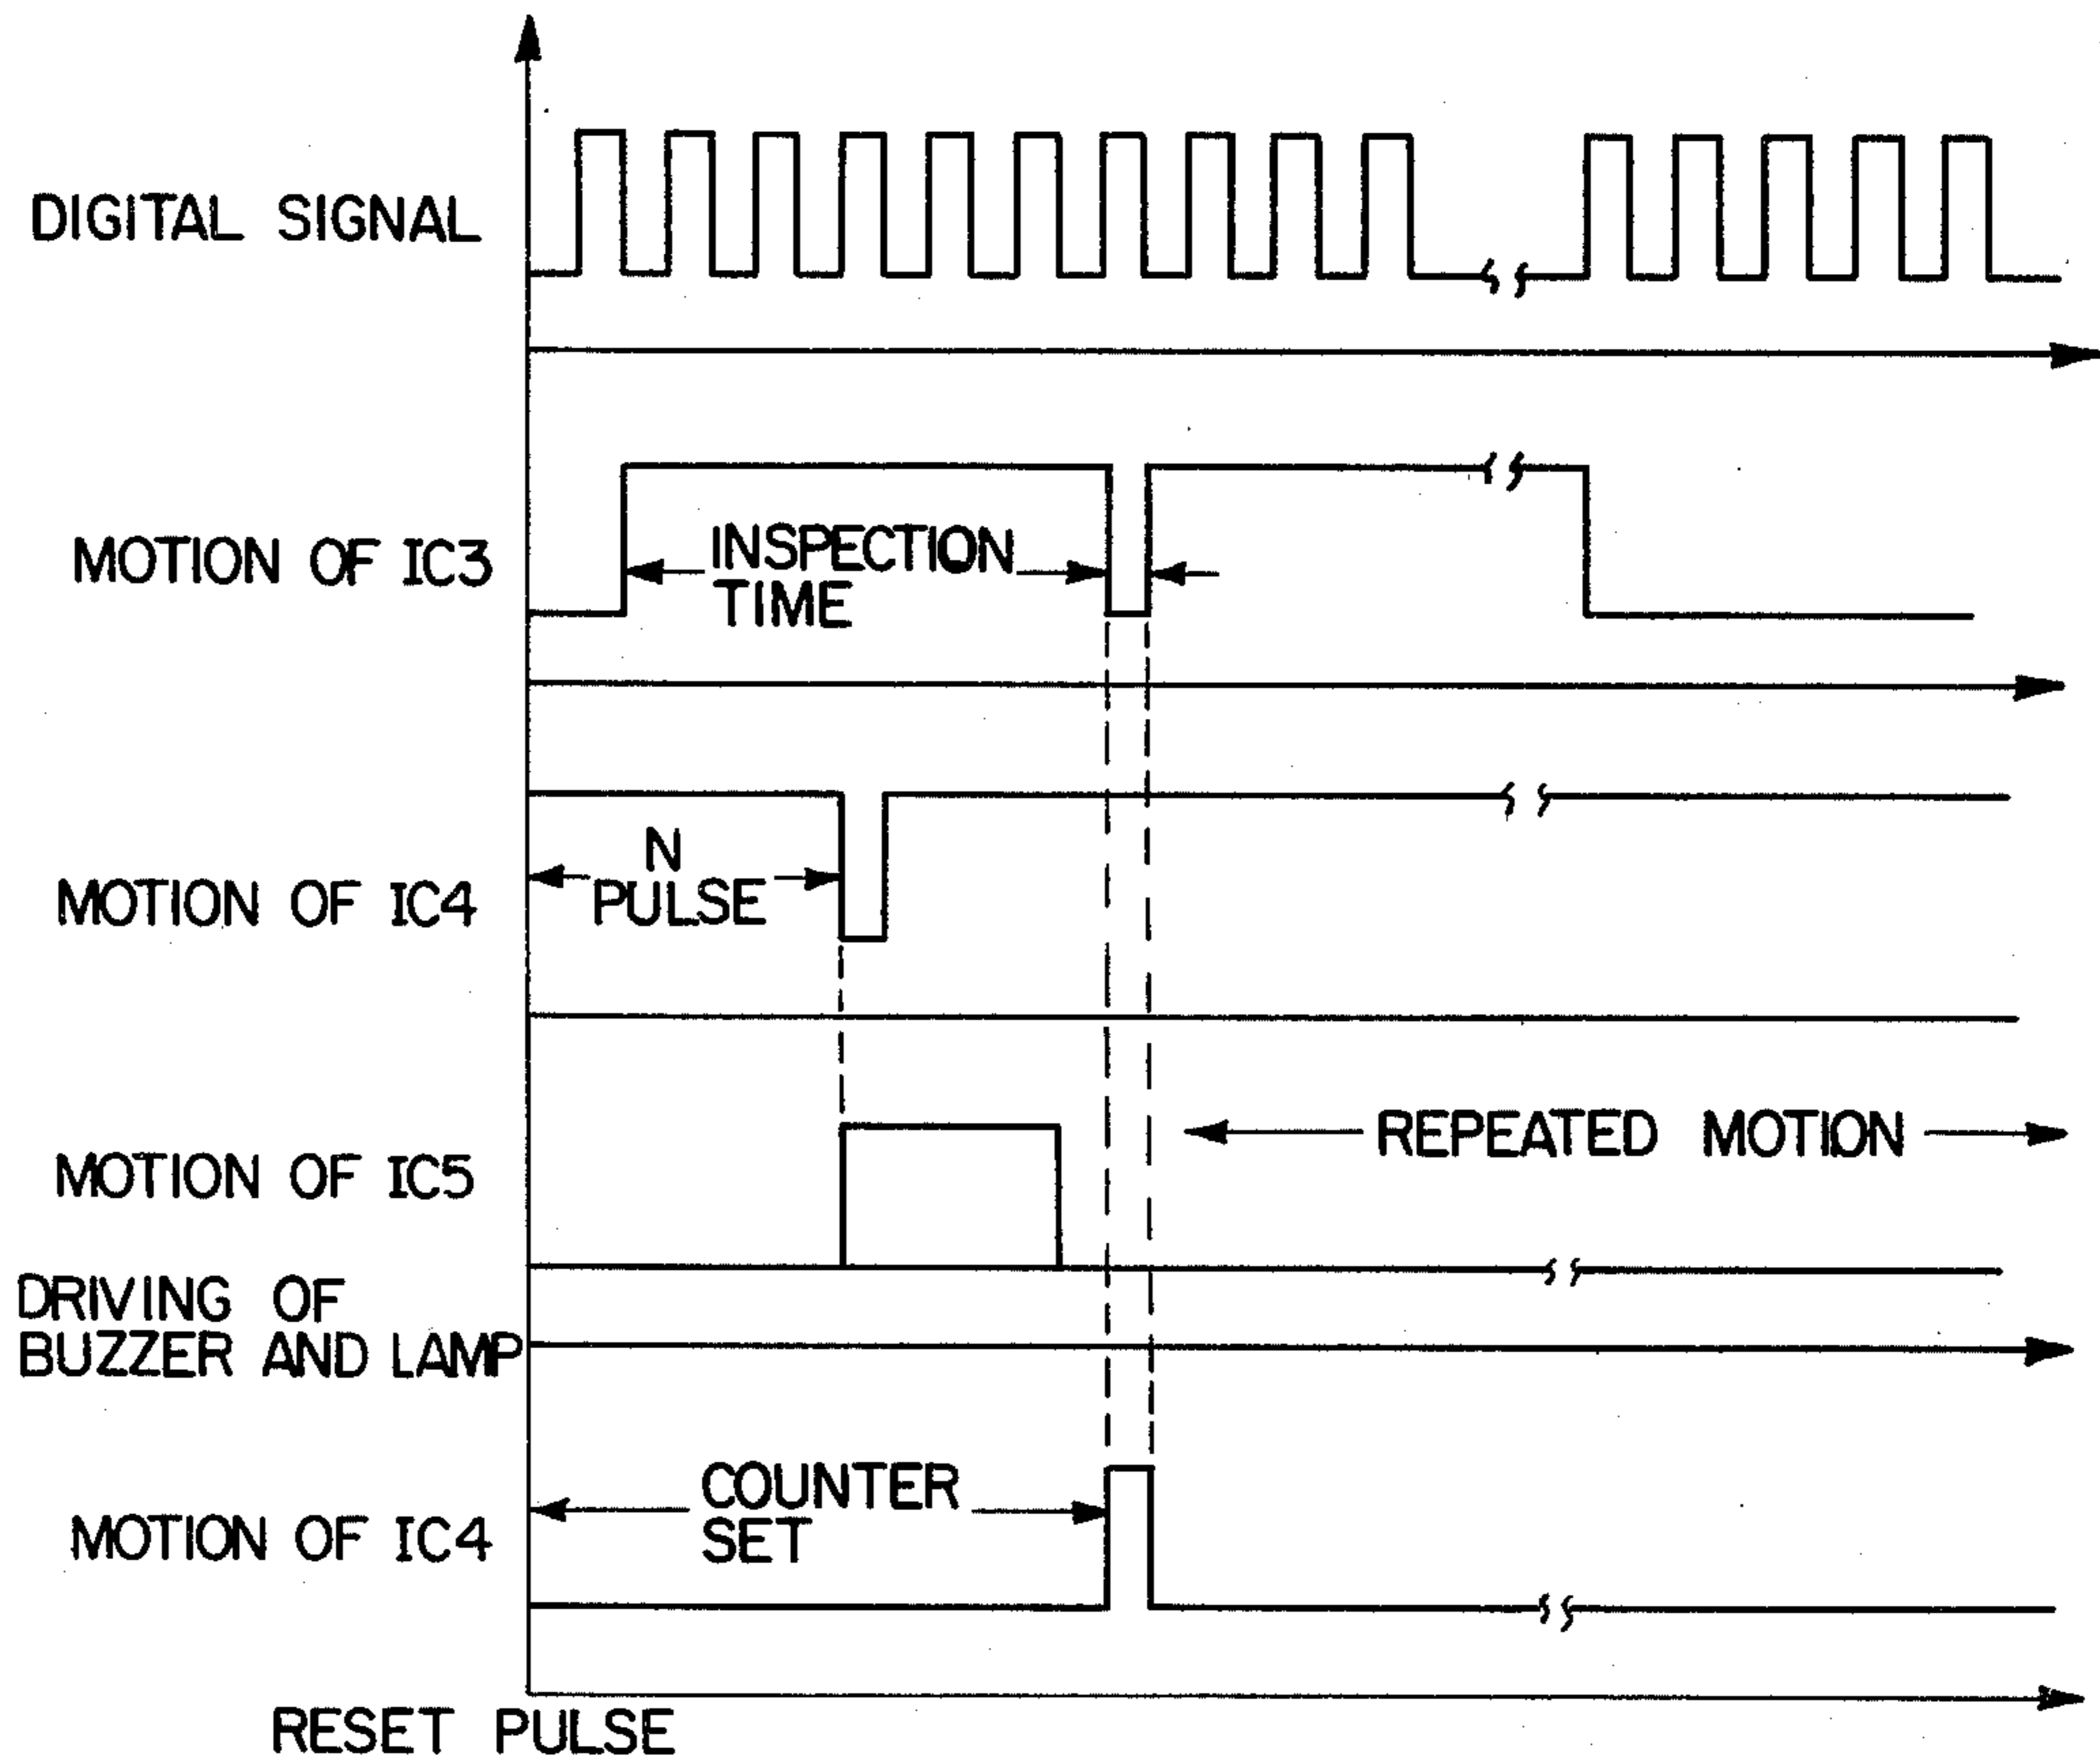 DIGITAL SIGNAL
MOTION OF IC3
INSPECTION
TIME
MOTION OF IC4
N
PULSE
MOTION OF IC5
REPEATED MOTION
DRIVING OF
BUZZER AND LAMP
MOTION OF IC4
COUNTER
SET
RESET PULSE